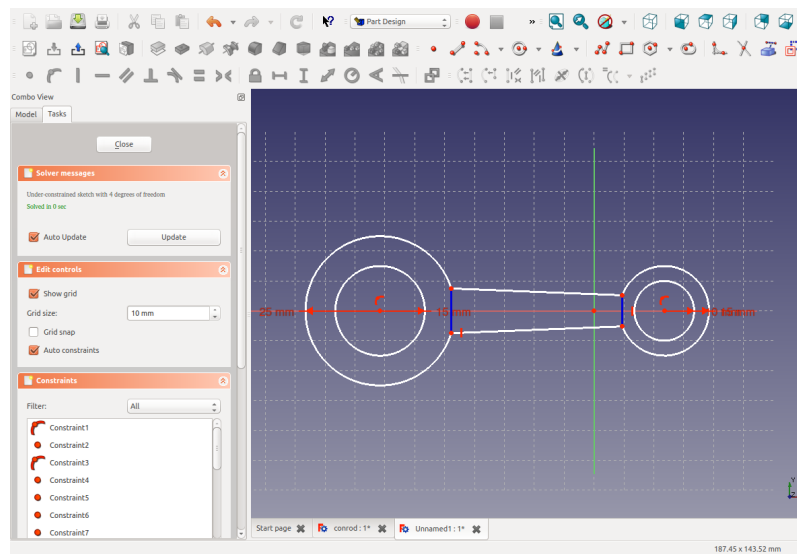 Part Design
»
Combo View
Model Tasks
Close
Solver messages
Under-constrained sketch with 4 degrees of freedom
Solved in 0 sec
Auto Update Update
Edit controls
Show grid
Grid size: 10 mm
Grid snap
Auto constraints
Constraints
Filter: All
Constraint1
Constraint2
Constraint3
Constraint4
Constraint5
Constraint6
Constraint7
25 mm 15 mm
Y
Z
Start page conrod : 1* Unnamed1 : 1*
187.45 x 143.52 mm